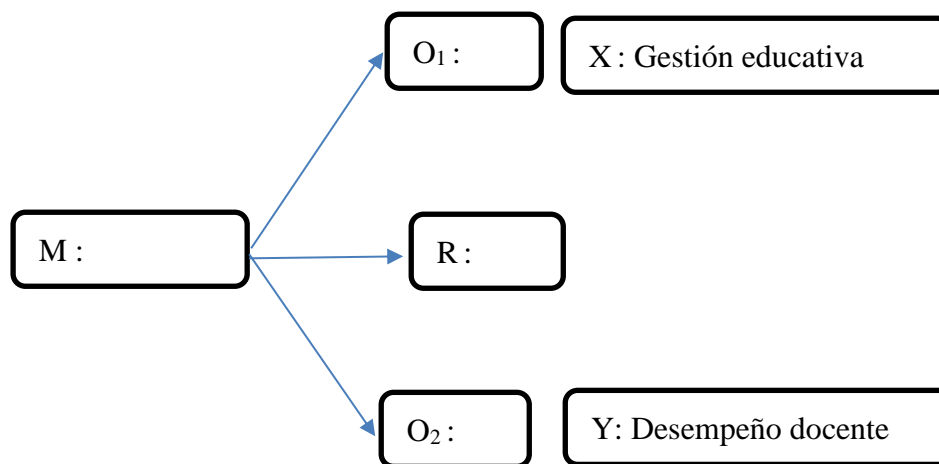 O₁ :
X : Gestión educativa
M :
R :
O₂ :
Y: Desempeño docente